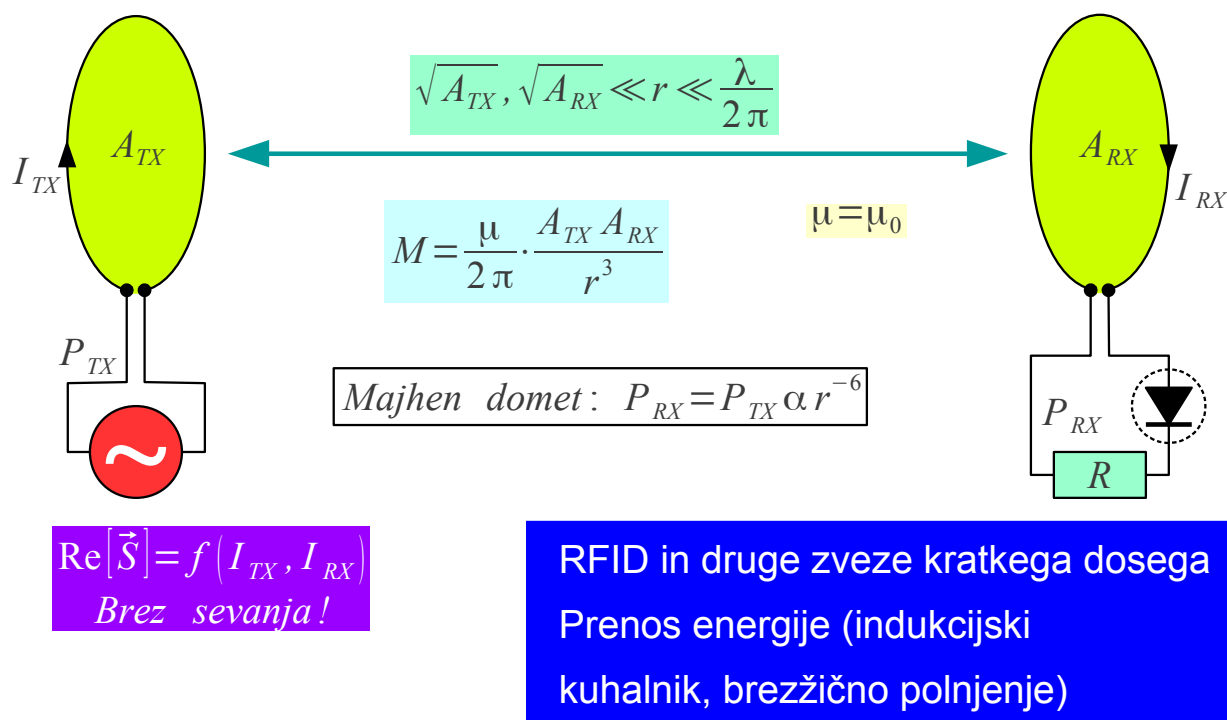 √A_TX, √A_RX ≪ r ≪ λ/(2π)
A_TX
A_RX
I_TX
I_RX
μ=μ₀
M = μ/(2π) · (A_TX A_RX)/r³
P_TX
Majhen domet: P_RX = P_TX α r⁻⁶
P_RX
~
R
Re[S⃗] = f(I_TX, I_RX)
Brez sevanja!
RFID in druge zveze kratkega dosega
Prenos energije (indukcijski
kuhalnik, brezžično polnjenje)